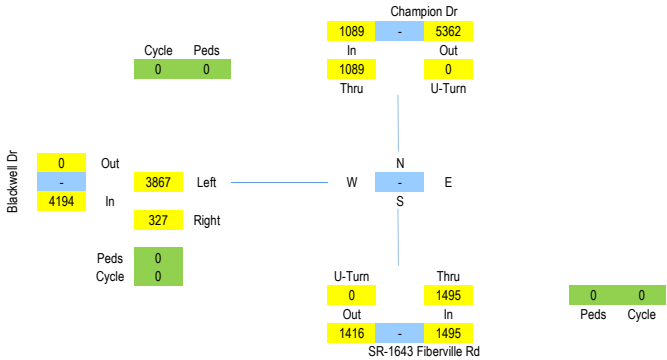 Champion Dr
1089 - 5362
Cycle Peds In Out
0 0 1089 0
Thru U-Turn
Blackwell Dr
0 Out N
- 3867 Left W - E
4194 In S
327 Right
Peds 0
Cycle 0 U-Turn Thru
0 1495 0 0
Out In Peds Cycle
1416 - 1495
SR-1643 Fiberville Rd